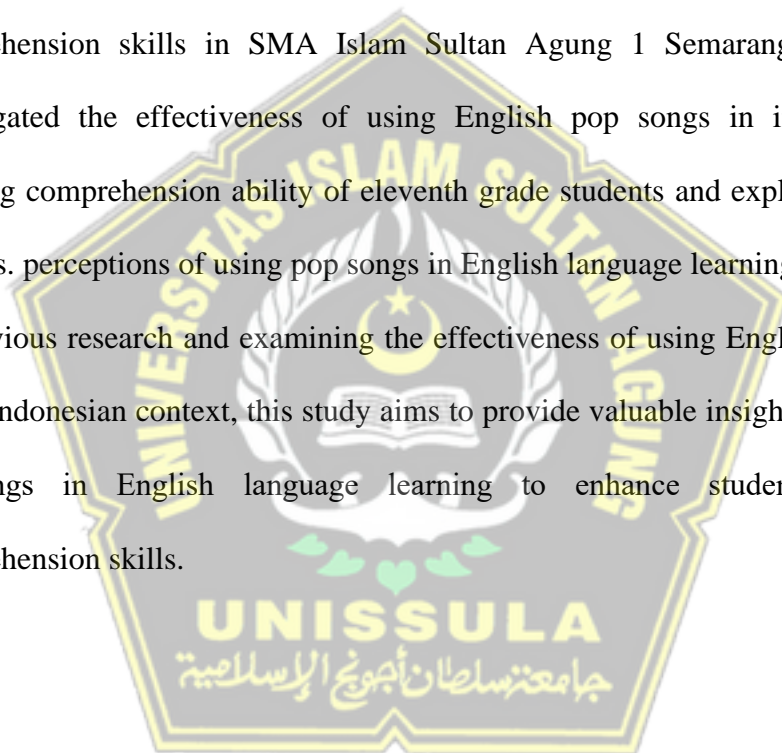 hension skills in SMA Islam Sultan Agung 1 Semarang
gated the effectiveness of using English pop songs in i
g comprehension ability of eleventh grade students and expl
s. perceptions of using pop songs in English language learning
vious research and examining the effectiveness of using Engl
Indonesian context, this study aims to provide valuable insigh
ngs in English language learning to enhance studen
hension skills.
UNIVERSITAS ISLAM SULTAN AGUNG
UNISSULA
جامعتنسلطان أجونج الإسلامية